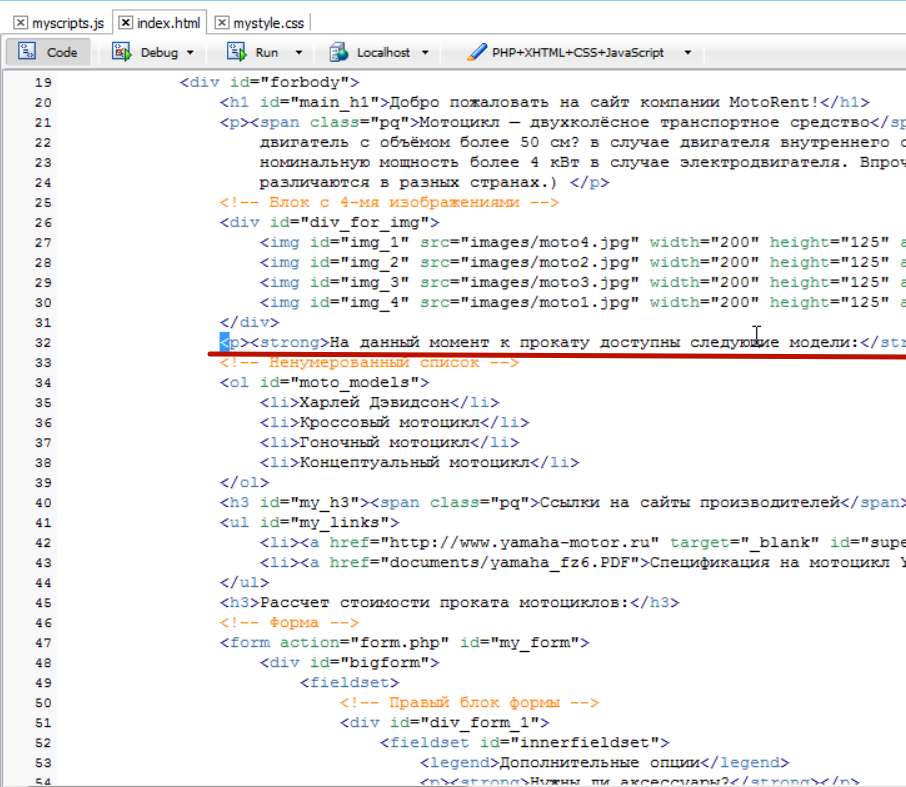 myscripts.js index.html mystyle.css
Code Debug Run Localhost PHP+XHTML+CSS+JavaScript
19 <div id="forbody">
20 <h1 id="main_h1">Добро пожаловать на сайт компании MotoRent!</h1>
21 <p><span class="pq">Мотоцикл — двухколёсное транспортное средство</sp
22 двигатель с объёмом более 50 см? в случае двигателя внутреннего с
23 номинальную мощность более 4 кВт в случае электродвигателя. Впроч
24 различаются в разных странах.) </p>
25 <!-- Блок с 4-мя изображениями -->
26 <div id="div_for_img">
27 <img id="img_1" src="images/moto4.jpg" width="200" height="125" a
28 <img id="img_2" src="images/moto2.jpg" width="200" height="125" a
29 <img id="img_3" src="images/moto3.jpg" width="200" height="125" a
30 <img id="img_4" src="images/moto1.jpg" width="200" height="125" a
31 </div>
32 <p><strong>На данный момент к прокату доступны следующие модели:</str
33 <!-- Ненумерованный список -->
34 <ol id="moto_models">
35 <li>Харлей Дэвидсон</li>
36 <li>Кроссовый мотоцикл</li>
37 <li>Гоночный мотоцикл</li>
38 <li>Концептуальный мотоцикл</li>
39 </ol>
40 <h3 id="my_h3"><span class="pq">Ссылки на сайты производителей</span>
41 <ul id="my_links">
42 <li><a href="http://www.yamaha-motor.ru" target="_blank" id="supe
43 <li><a href="documents/yamaha_fz6.PDF">Спецификация на мотоцикл Y
44 </ul>
45 <h3>Рассчет стоимости проката мотоциклов:</h3>
46 <!-- Форма -->
47 <form action="form.php" id="my_form">
48 <div id="bigform">
49 <fieldset>
50 <!-- Правый блок формы -->
51 <div id="div_form_1">
52 <fieldset id="innerfieldset">
53 <legend>Дополнительные опции</legend>
54 <p><strong>Нужны ли аксессуары?</strong></p>